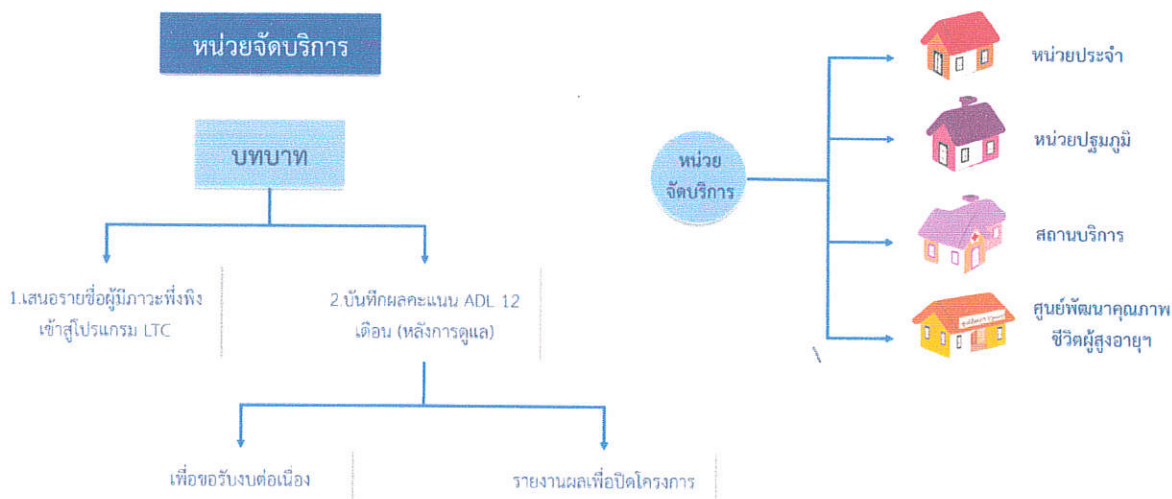 หน่วยจัดบริการ
บทบาท
1.เสนอรายชื่อผู้มีภาวะพึ่งพิง
เข้าสู่โปรแกรม LTC
2.บันทึกผลคะแนน ADL 12
เดือน (หลังการดูแล)
เพื่อขอรับงบต่อเนื่อง
รายงานผลเพื่อปิดโครงการ
หน่วย
จัดบริการ
หน่วยประจำ
หน่วยปฐมภูมิ
สถานบริการ
ศูนย์พัฒนาคุณภาพ
ชีวิตผู้สูงอายุฯ